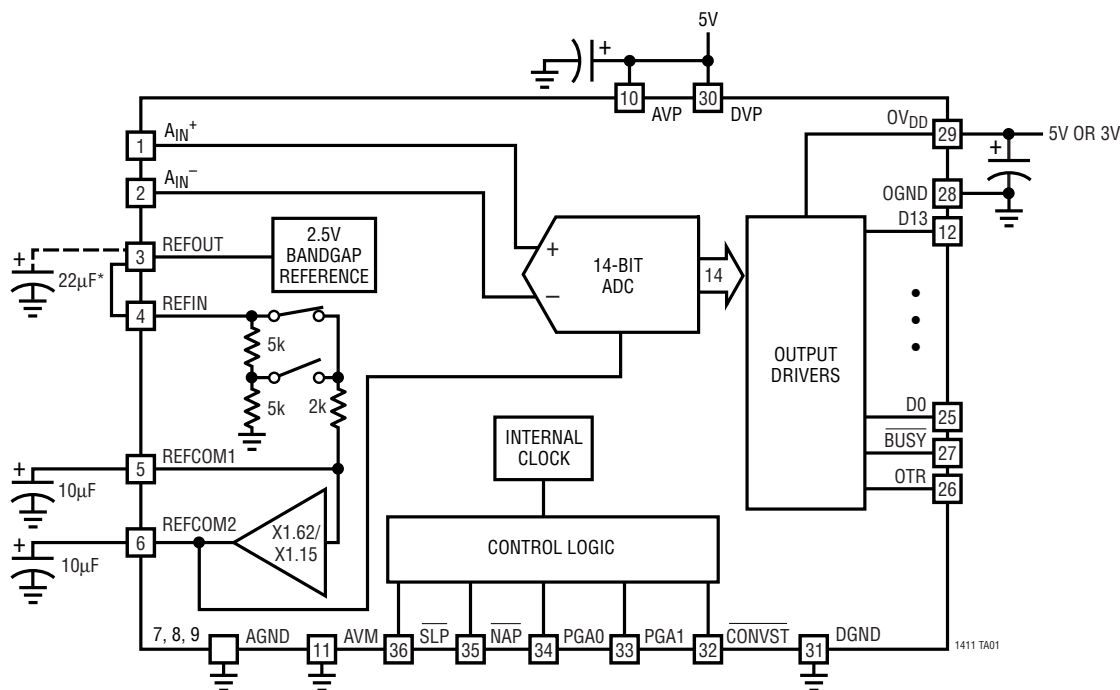 5V
10
30
AVP
DVP
1
AIN+
2
AIN−
3
REFOUT
2.5V
BANDGAP
REFERENCE
+
22µF*
4
REFIN
5k
5k
2k
+
−
14-BIT
ADC
14
OUTPUT
DRIVERS
OVDD
29
5V OR 3V
+
OGND
28
D13
12
D0
25
BUSY
27
OTR
26
INTERNAL
CLOCK
CONTROL LOGIC
+
10µF
5
REFCOM1
+
10µF
6
REFCOM2
X1.62/
X1.15
7, 8, 9
AGND
11
AVM
36
SLP
35
NAP
34
PGA0
33
PGA1
32
CONVST
31
DGND
1411 TA01